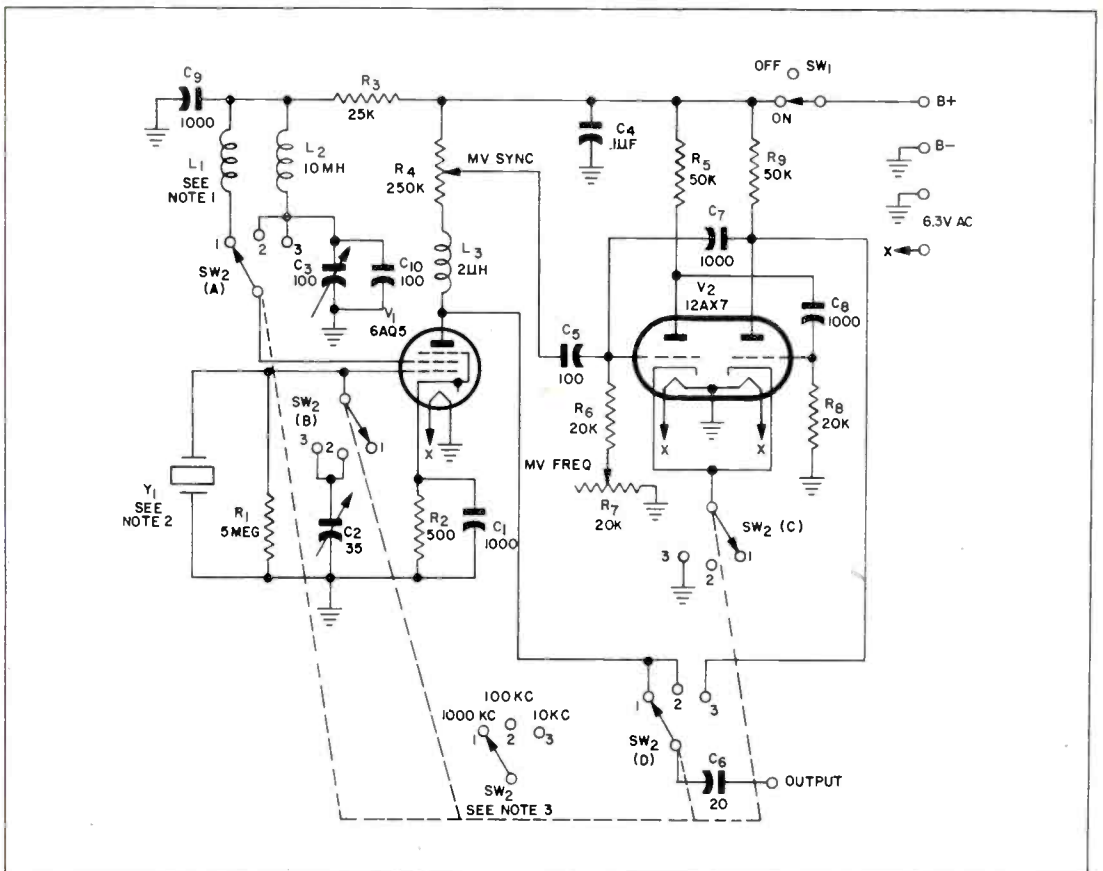 C9
1000
R3
25K
OFF
SW1
ON
B+
B-
6.3V AC
X
L1
SEE
NOTE 1
L2
10MH
R4
250K
MV SYNC
C4
.1µF
R5
50K
R9
50K
C7
1000
1
2
3
SW2
(A)
C3
100
C10
100
L3
2µH
V1
6AQ5
V2
12AX7
C8
1000
C5
100
SW2
(B)
3
2
1
X
R6
20K
X
X
R8
20K
MV FREQ
R7
20K
Y1
SEE
NOTE 2
R1
5MEG
C2
35
R2
500
C1
1000
SW2 (C)
3
2
1
1000KC
100KC
10KC
1
2
3
SW2
SEE NOTE 3
1
2
3
SW2
(D)
C6
20
OUTPUT